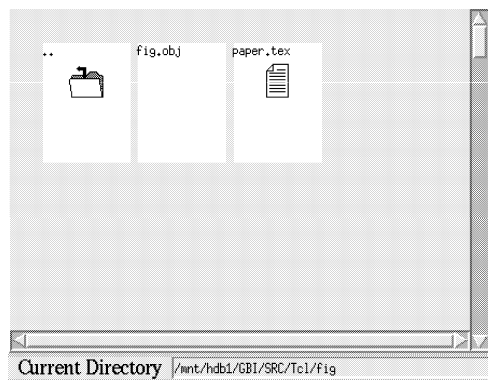 .. fig.obj paper.tex
Current Directory /mnt/hdb1/GBI/SRC/Tcl/fig